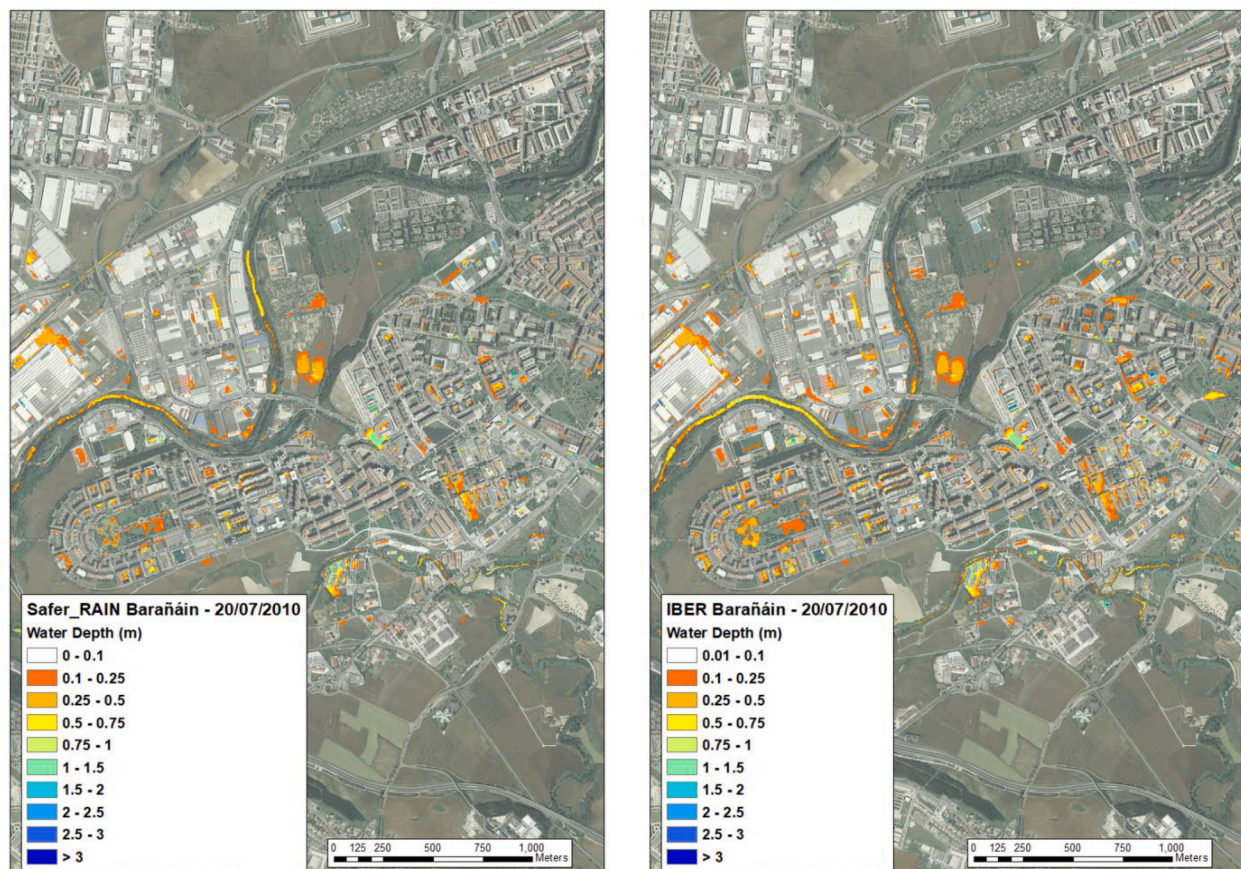 Safer_RAIN Barañáin - 20/07/2010
Water Depth (m)
0 - 0.1
0.1 - 0.25
0.25 - 0.5
0.5 - 0.75
0.75 - 1
1 - 1.5
1.5 - 2
2 - 2.5
2.5 - 3
> 3
0 125 250 500 750 1,000
Meters
IBER Barañáin - 20/07/2010
Water Depth (m)
0.01 - 0.1
0.1 - 0.25
0.25 - 0.5
0.5 - 0.75
0.75 - 1
1 - 1.5
1.5 - 2
2 - 2.5
2.5 - 3
> 3
0 125 250 500 750 1,000
Meters